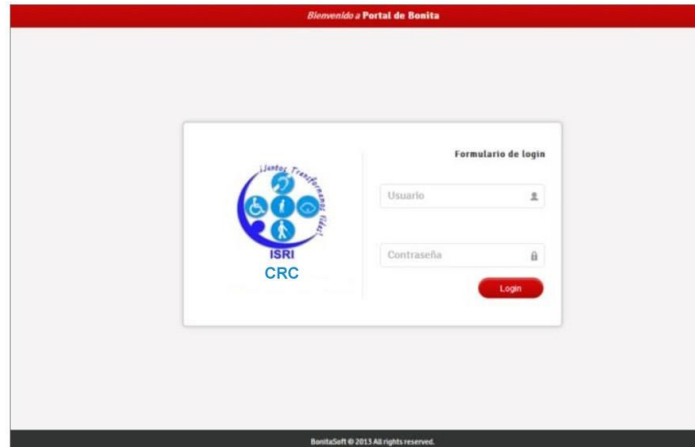 Bienvenido a Portal de Bonita
Formulario de login
¡Juntos Transformamos Vidas!
Usuario
ISRI
Contraseña
CRC
Login
BonitaSoft © 2013 All rights reserved.